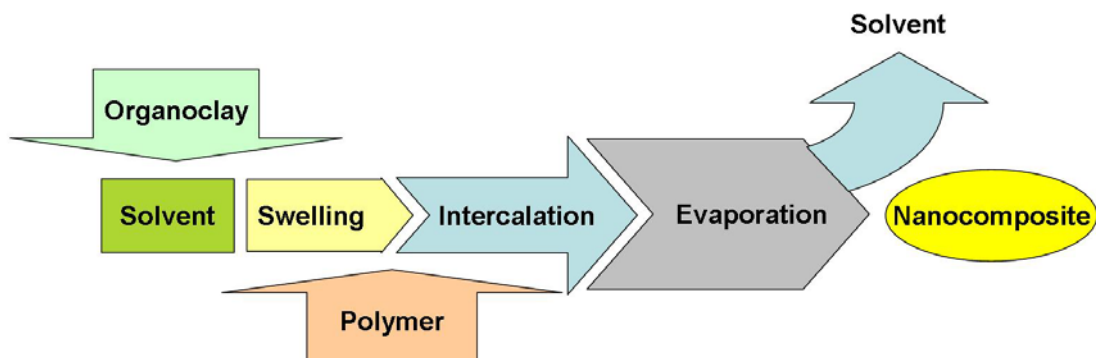 Solvent
Organoclay
Solvent
Swelling
Intercalation
Evaporation
Nanocomposite
Polymer